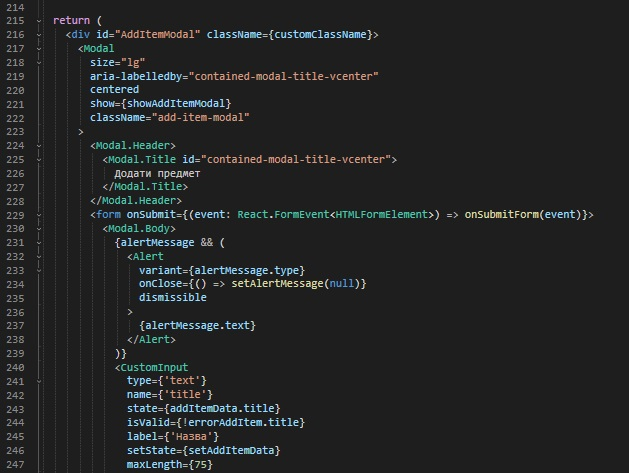 214
215 return (
216 <div id="AddItemModal" className={customClassName}>
217 <Modal
218 size="lg"
219 aria-labelledby="contained-modal-title-vcenter"
220 centered
221 show={showAddItemModal}
222 className="add-item-modal"
223 >
224 <Modal.Header>
225 <Modal.Title id="contained-modal-title-vcenter">
226 Додати предмет
227 </Modal.Title>
228 </Modal.Header>
229 <form onSubmit={(event: React.FormEvent<HTMLFormElement>) => onSubmitForm(event)}>
230 <Modal.Body>
231 {alertMessage && (
232 <Alert
233 variant={alertMessage.type}
234 onClose={() => setAlertMessage(null)}
235 dismissible
236 >
237 {alertMessage.text}
238 </Alert>
239 )}
240 <CustomInput
241 type={'text'}
242 name={'title'}
243 state={addItemData.title}
244 isValid={!errorAddItem.title}
245 label={'Назва'}
246 setState={setAddItemData}
247 maxLength={75}